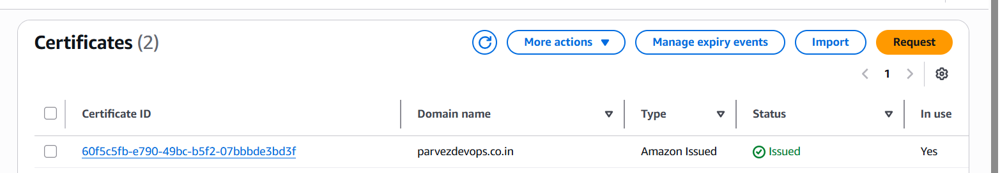 Certificates (2)
More actions
Manage expiry events
Import
Request
1
Certificate ID
Domain name
Type
Status
In use
60f5c5fb-e790-49bc-b5f2-07bbbde3bd3f
parvezdevops.co.in
Amazon Issued
Issued
Yes